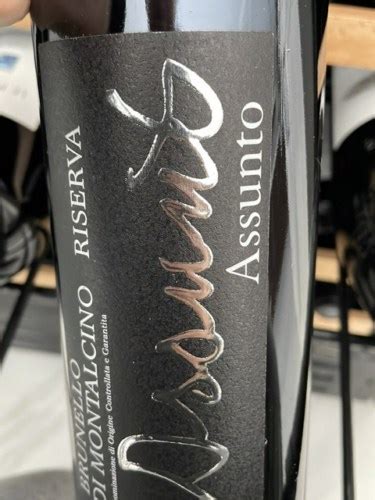 BRUNELLO
DI MONTALCINO RISERVA
nominazione di Origine Controllata e Garantita
Assunto